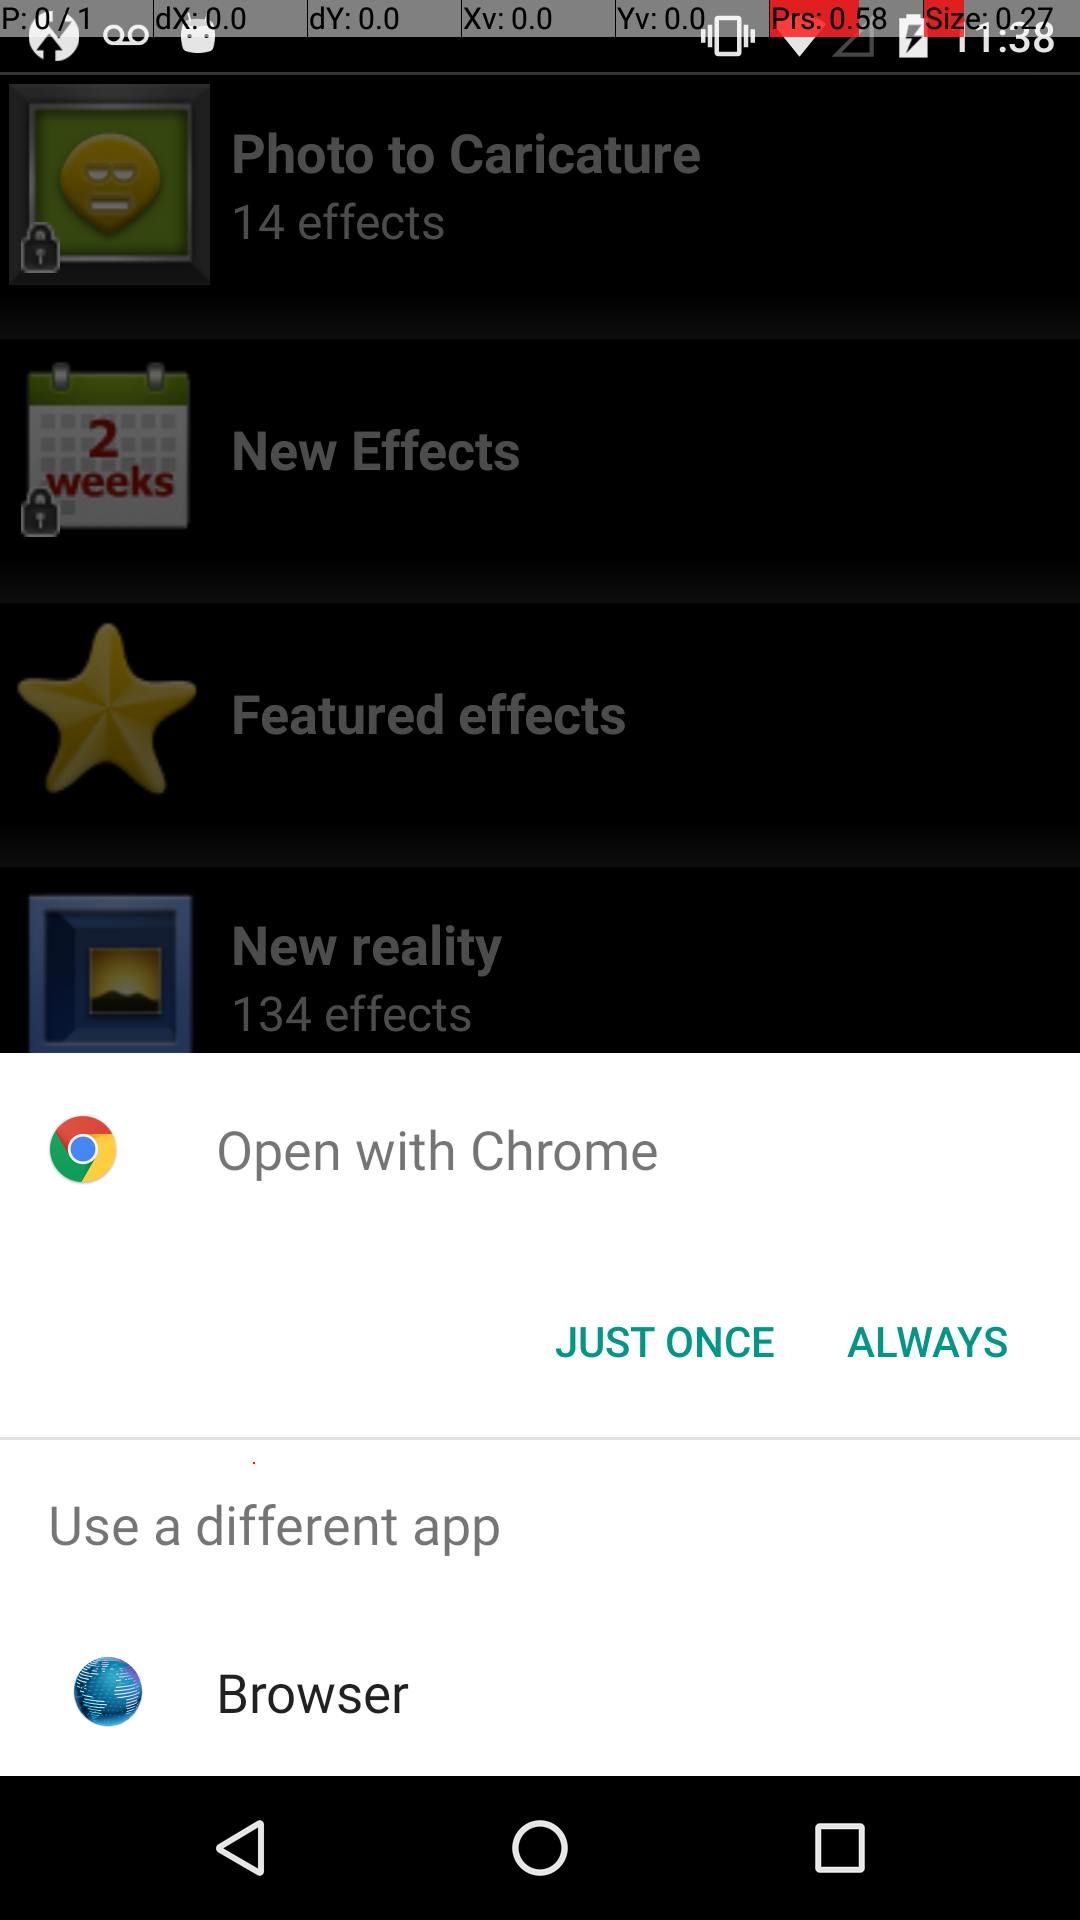 P: 0 / 1 dX: 0.0 dY: 0.0 Xv: 0.0 Yv: 0.0 Prs: 0.58 Size: 0.27
11:38
Photo to Caricature
14 effects
2
weeks
New Effects
Featured effects
New reality
134 effects
Open with Chrome
JUST ONCE ALWAYS
Use a different app
Browser